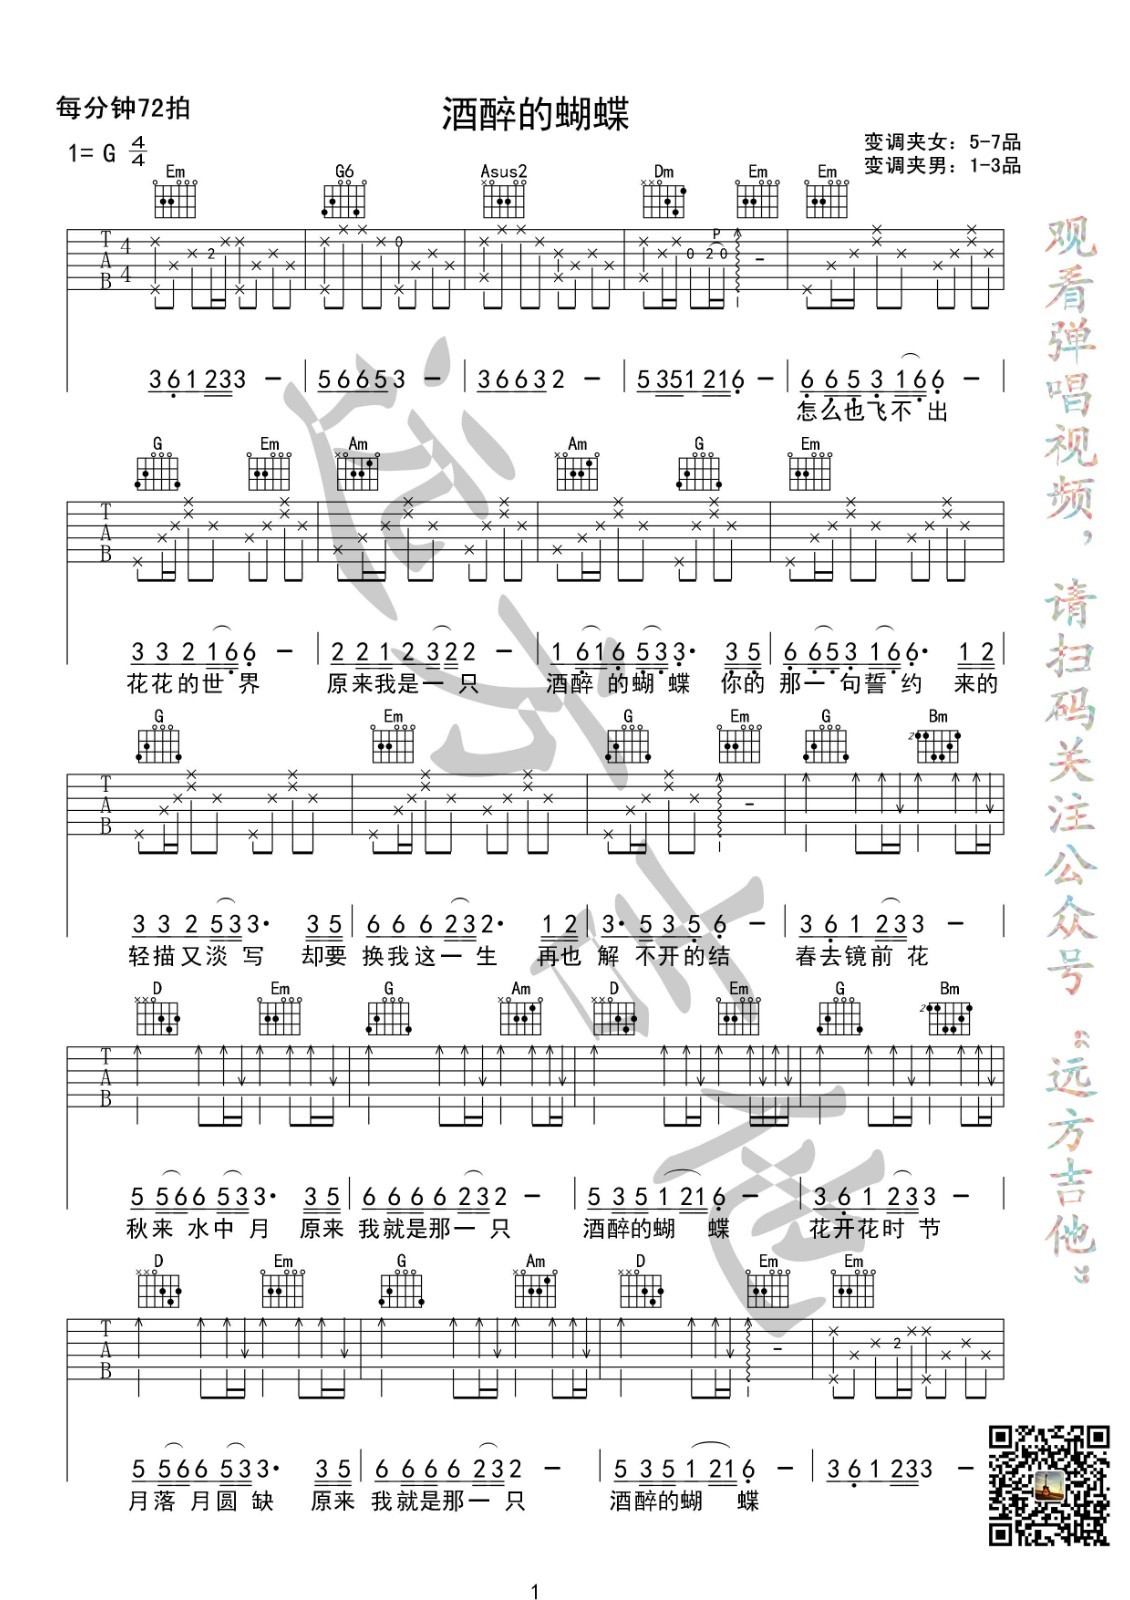 每分钟72拍
酒醉的蝴蝶
1= G 4/4
变调夹女：5-7品
变调夹男：1-3品
Em G6 Asus2 Dm Em Em
T A B 4 4 2 0 0 2 0 P
3 6 1 2 3 3 - 5 6 6 5 3 - 3 6 6 3 2 - 5 3 5 1 2 1 6 - 6 6 5 3 1 6 6 -
怎么也飞不 出
G Em Am Am G Em
T A B
3 3 2 1 6 6 - 2 2 1 2 3 2 2 - 1 6 1 6 5 3 3· 3 5 6 6 5 3 1 6 6· 1 2
花花的世 界 原来我是一 只 酒醉 的蝴 蝶 你的 那一 句誓 约 来的
G Em G Em G Bm
T A B
3 3 2 5 3 3· 3 5 6 6 6 2 3 2· 1 2 3· 5 3 5 6 - 3 6 1 2 3 3 -
轻描又淡 写 却要 换我这一 生 再也 解 不开的结 春去镜前 花
D Em G Am D Em G Bm
T A B
5 5 6 6 5 3 3· 3 5 6 6 6 6 2 3 2 - 5 3 5 1 2 1 6 - 3 6 1 2 3 3 -
秋来 水中 月 原来 我就是那一 只 酒醉的蝴 蝶 花开花时 节
D Em G Am D Em Em
T A B 2
5 5 6 6 5 3 3· 3 5 6 6 6 6 2 3 2 - 5 3 5 1 2 1 6 - 3 6 1 2 3 3 -
月落 月圆 缺 原来 我就是那一 只 酒醉的蝴 蝶
1
观看弹唱视频，请扫码关注公众号“远方吉他”
远方吉他